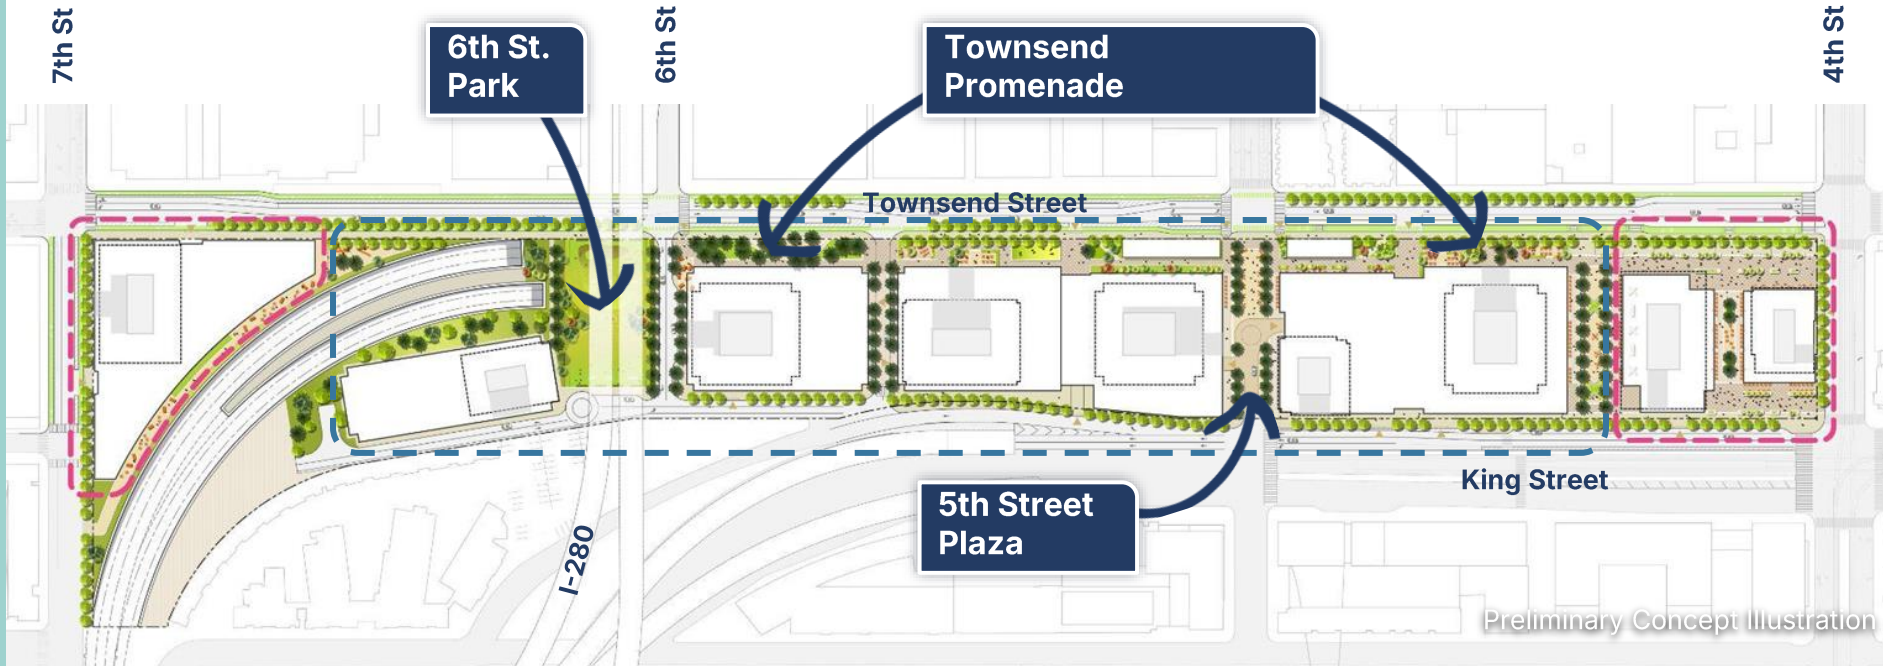 7th St
6th St.
Park
6th St
Townsend
Promenade
4th St
Townsend Street
5th Street
Plaza
King Street
I-280
Preliminary Concept Illustration